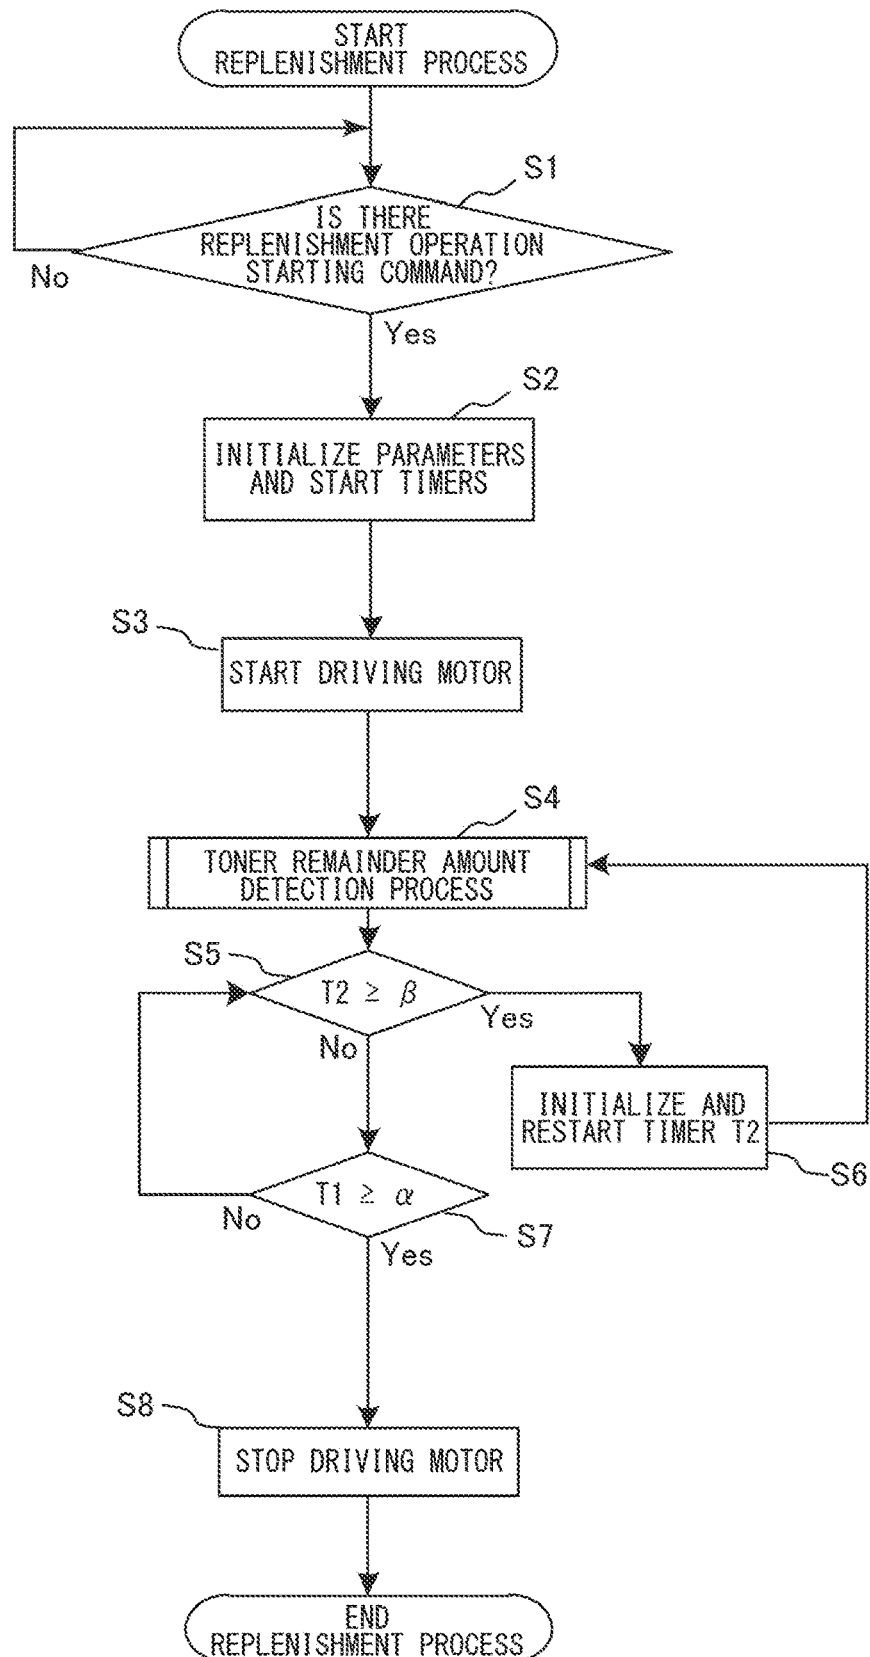 START
REPLENISHMENT PROCESS
S1
IS THERE
REPLENISHMENT OPERATION
STARTING COMMAND?
No
Yes
S2
INITIALIZE PARAMETERS
AND START TIMERS
S3
START DRIVING MOTOR
S4
TONER REMAINDER AMOUNT
DETECTION PROCESS
S5
T2 ≥ β
Yes
No
INITIALIZE AND
RESTART TIMER T2
S6
T1 ≥ α
No
S7
Yes
S8
STOP DRIVING MOTOR
END
REPLENISHMENT PROCESS